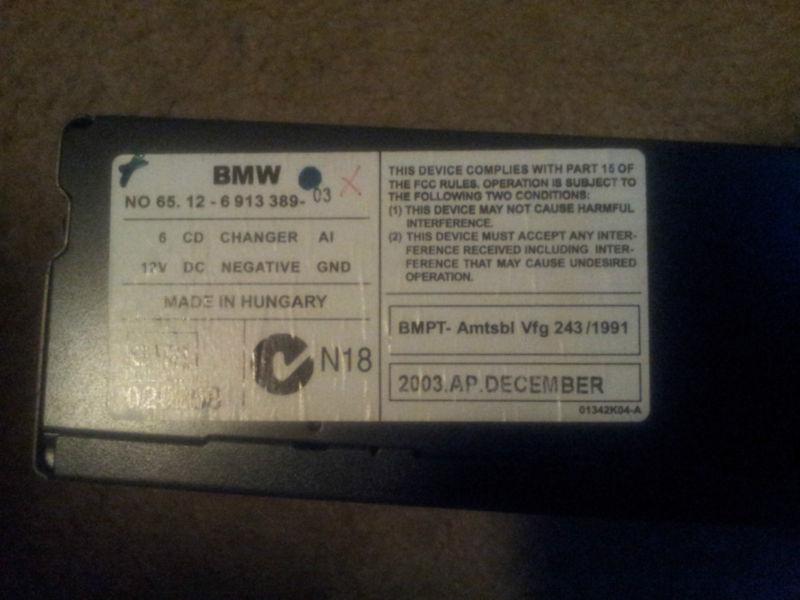 BMW
NO 65. 12 - 6 913 389- 03
6 CD CHANGER AI
12V DC NEGATIVE GND
MADE IN HUNGARY
N18
THIS DEVICE COMPLIES WITH PART 15 OF
THE FCC RULES. OPERATION IS SUBJECT TO
THE FOLLOWING TWO CONDITIONS:
(1) THIS DEVICE MAY NOT CAUSE HARMFUL
INTERFERENCE.
(2) THIS DEVICE MUST ACCEPT ANY INTER-
FERENCE RECEIVED INCLUDING INTER-
FERENCE THAT MAY CAUSE UNDESIRED
OPERATION.
BMPT- Amtsbl Vfg 243/1991
2003.AP.DECEMBER
01342K04-A